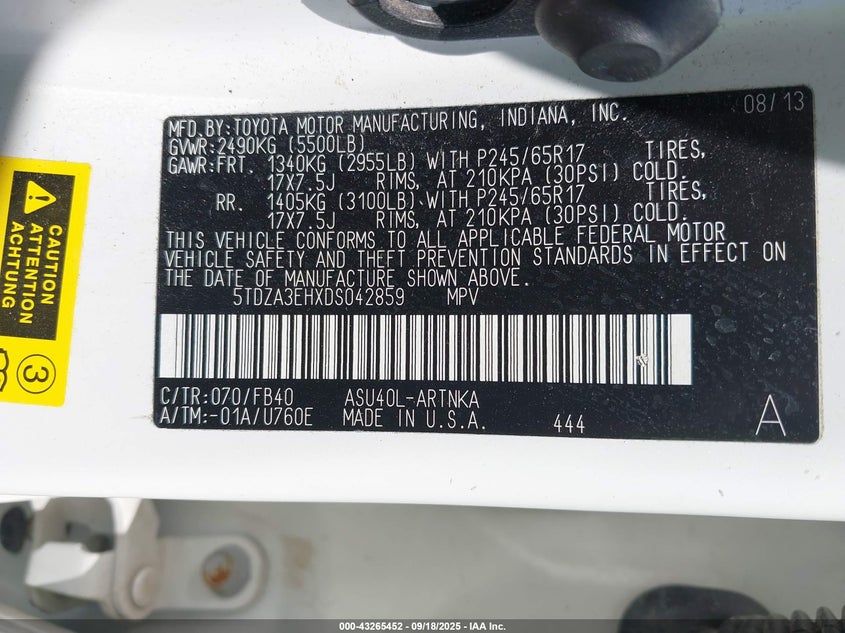 08/13
MFD.BY:TOYOTA MOTOR MANUFACTURING, INDIANA, INC.
GVWR:2490KG (5500LB)
GAWR:FRT. 1340KG (2955LB) WITH P245/65R17 TIRES,
17X7.5J RIMS, AT 210KPA (30PSI) COLD.
RR. 1405KG (3100LB).WITH P245/65R17 TIRES,
17X7.5J RIMS, AT 210KPA (30PSI) COLD.
THIS VEHICLE CONFORMS TO ALL APPLICABLE FEDERAL MOTOR
VEHICLE SAFETY AND THEFT PREVENTION STANDARDS IN EFFECT ON
THE DATE OF MANUFACTURE SHOWN ABOVE.
5TDZA3EHXDS042859 MPV
C/TR:070/FB40 ASU40L-ARTNKA
A/TM:-01A/U760E MADE IN U.S.A. 444 A
CAUTION
ATTENTION
ACHTUNG
3
000-43265452 - 09/18/2025 - IAA Inc.